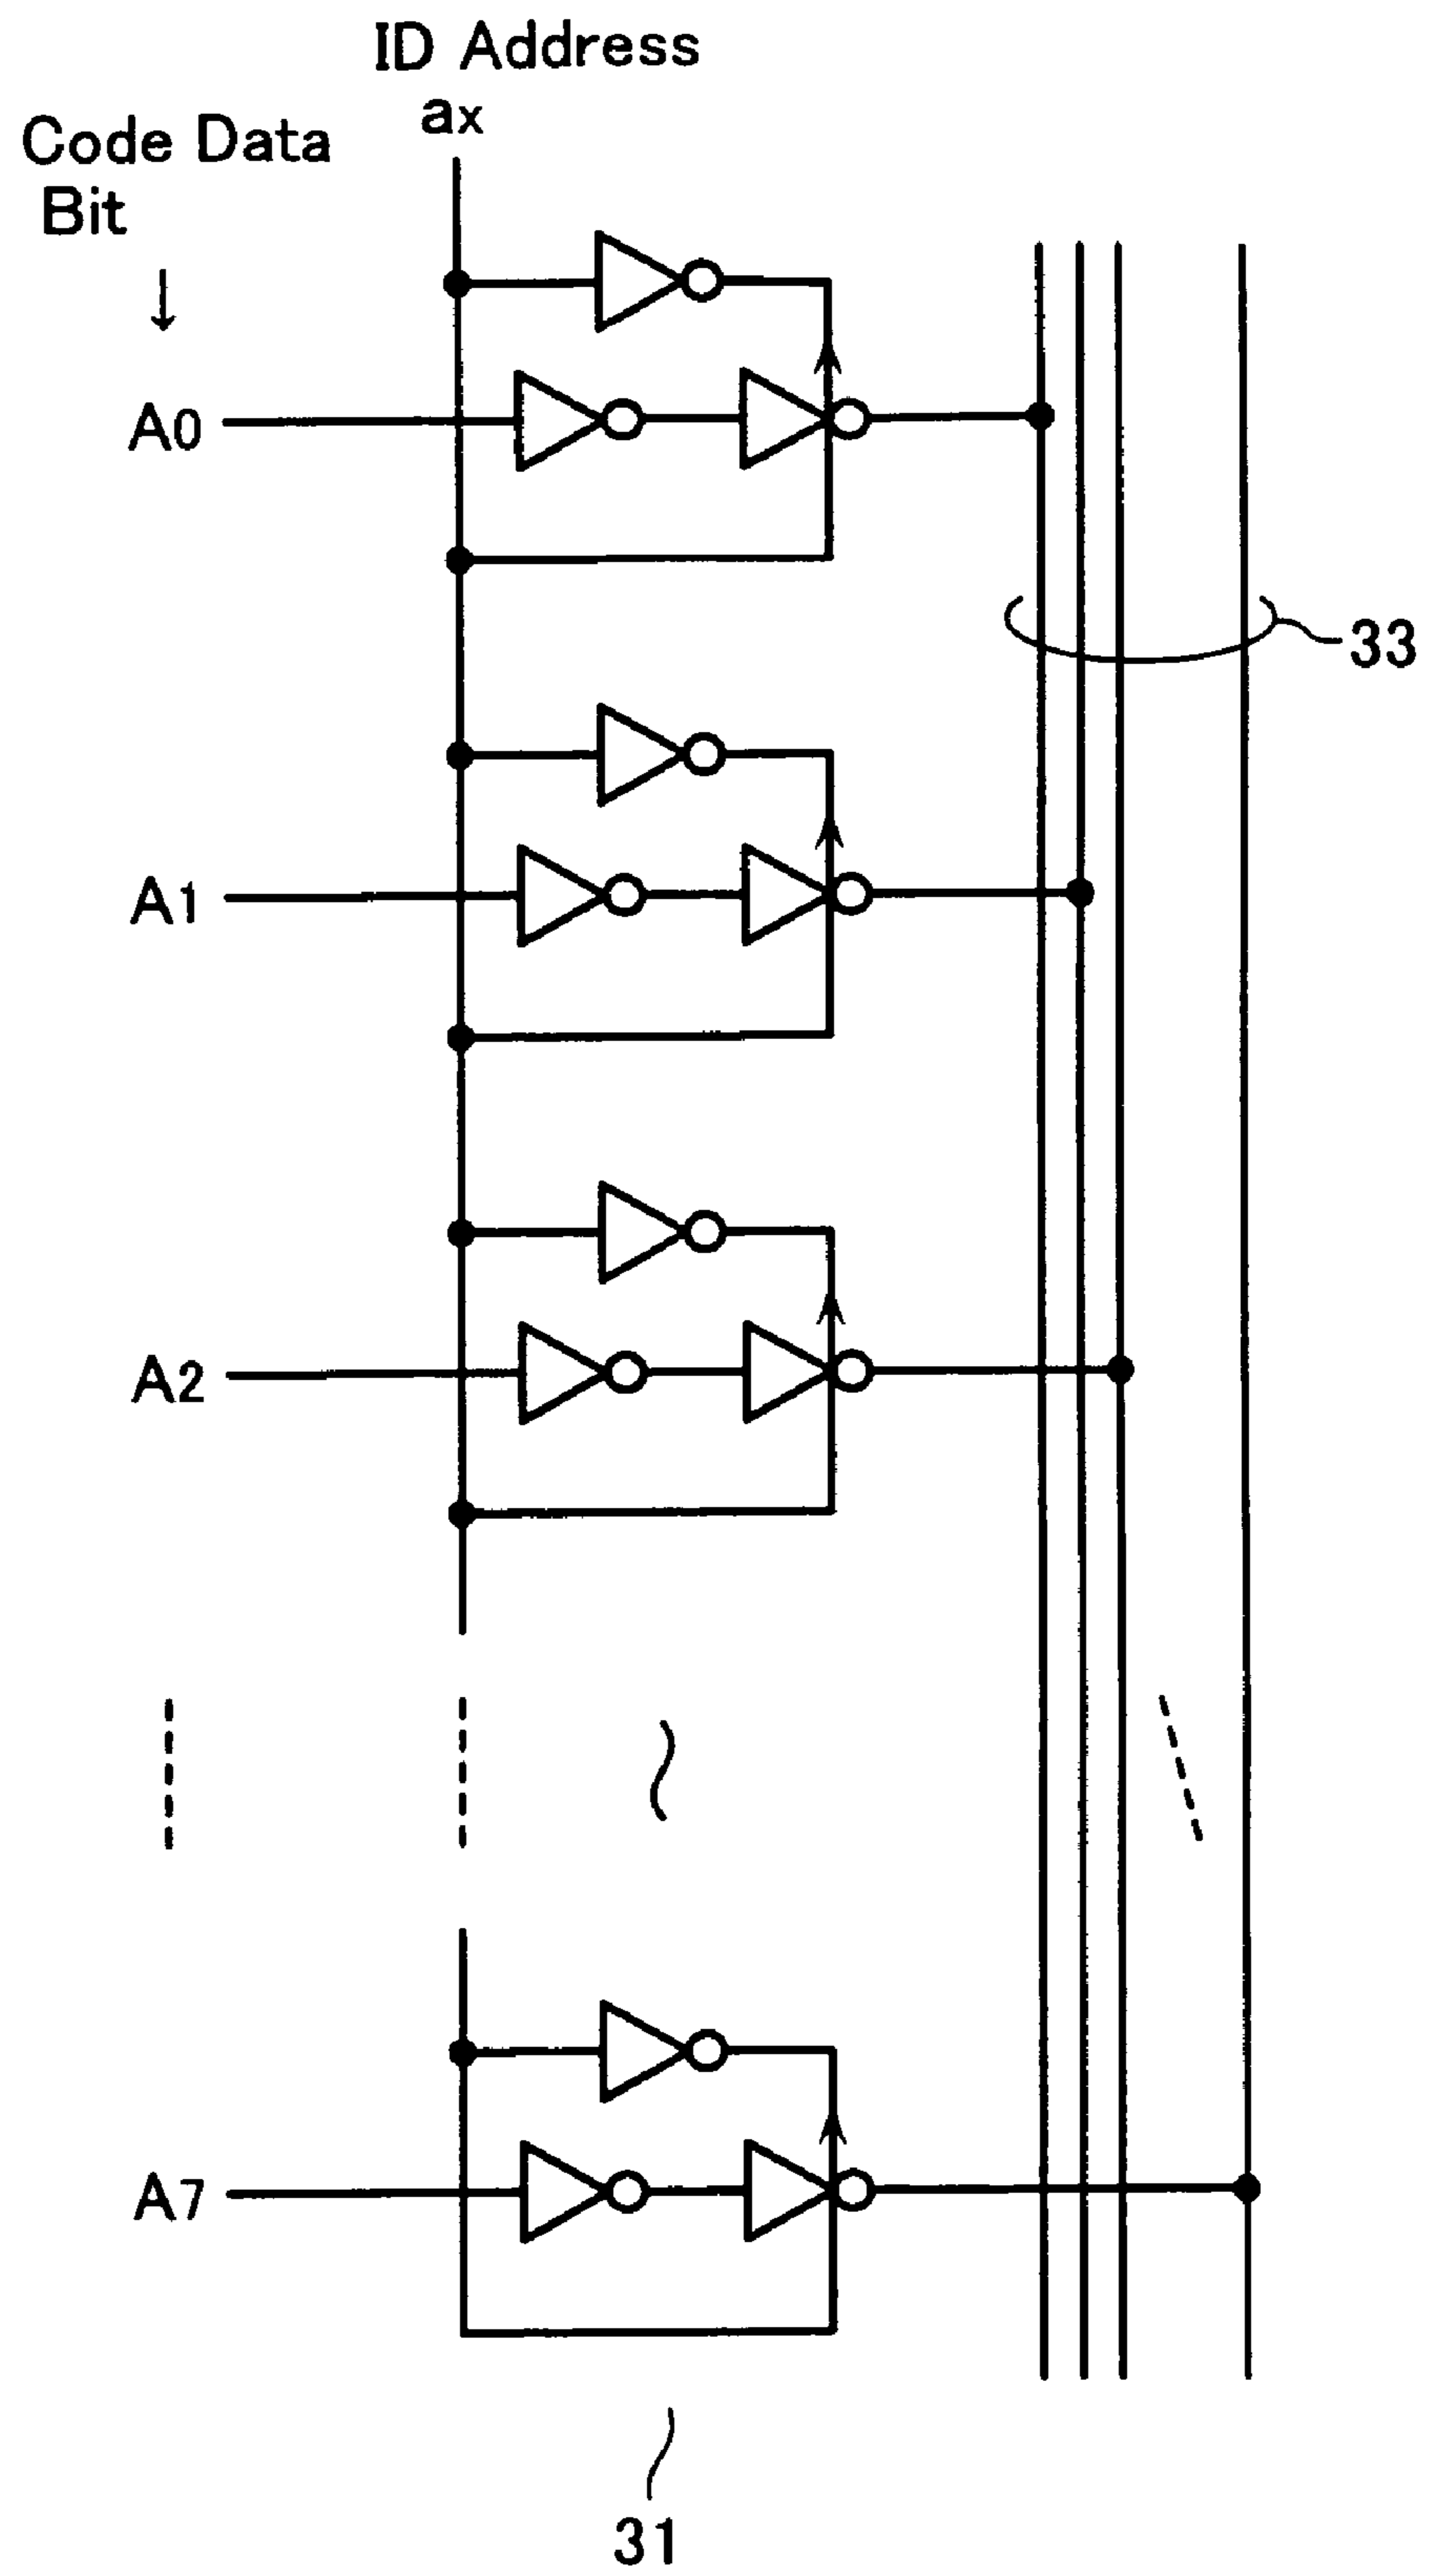 ID Address
ax
Code Data
Bit
A0
33
A1
A2
A7
31